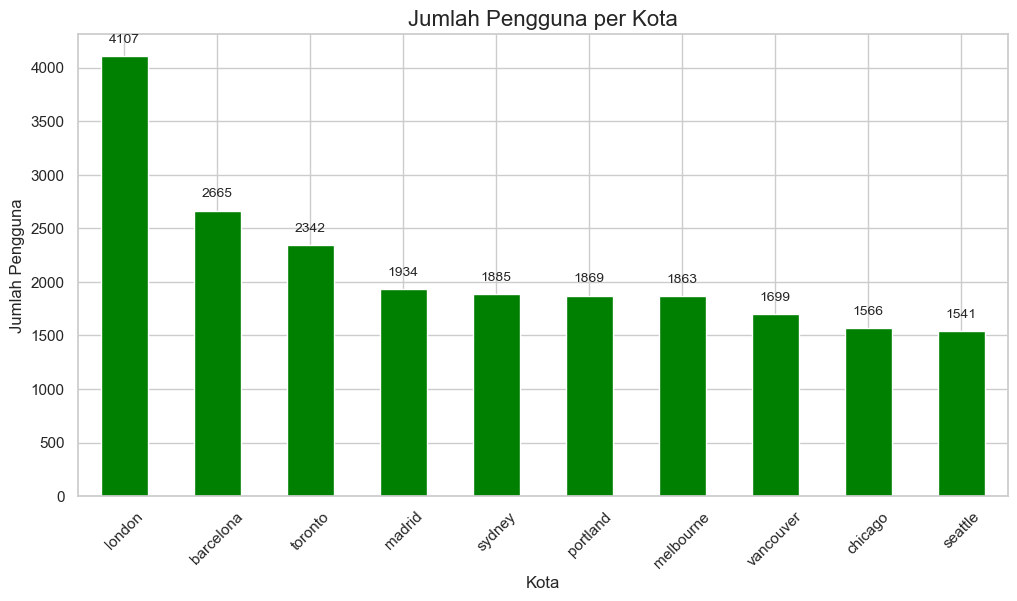 Jumlah Pengguna per Kota
4107
2665
2342
1934
1885
1869
1863
1699
1566
1541
Jumlah Pengguna
4000
3500
3000
2500
2000
1500
1000
500
0
london
barcelona
toronto
madrid
sydney
portland
melbourne
vancouver
chicago
seattle
Kota